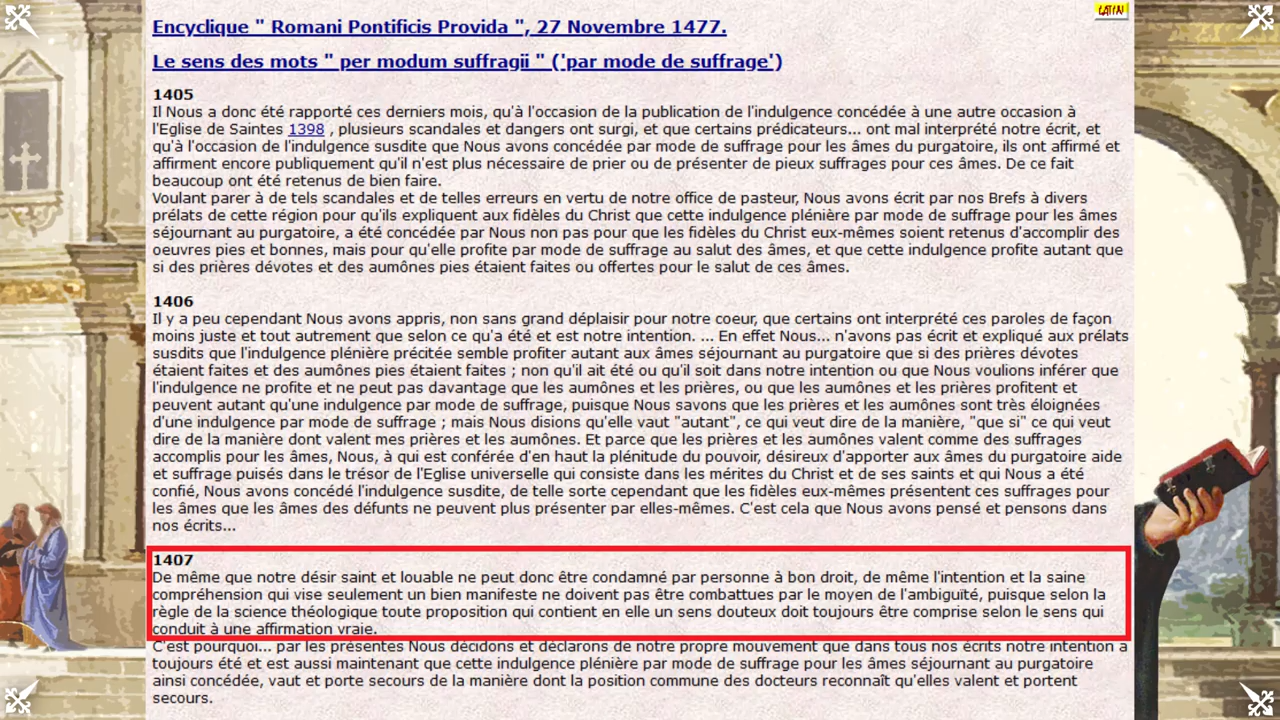 LATIN
Encyclique " Romani Pontificis Provida ", 27 Novembre 1477.
Le sens des mots " per modum suffragii " ('par mode de suffrage')
1405
Il Nous a donc été rapporté ces derniers mois, qu'à l'occasion de la publication de l'indulgence concédée à une autre occasion à
l'Eglise de Saintes 1398 , plusieurs scandales et dangers ont surgi, et que certains prédicateurs... ont mal interprété notre écrit, et
qu'à l'occasion de l'indulgence susdite que Nous avons concédée par mode de suffrage pour les âmes du purgatoire, ils ont affirmé et
affirment encore publiquement qu'il n'est plus nécessaire de prier ou de présenter de pieux suffrages pour ces âmes. De ce fait
beaucoup ont été retenus de bien faire.
Voulant parer à de tels scandales et de telles erreurs en vertu de notre office de pasteur, Nous avons écrit par nos Brefs à divers
prélats de cette région pour qu'ils expliquent aux fidèles du Christ que cette indulgence plénière par mode de suffrage pour les âmes
séjournant au purgatoire, a été concédée par Nous non pas pour que les fidèles du Christ eux-mêmes soient retenus d'accomplir des
oeuvres pies et bonnes, mais pour qu'elle profite par mode de suffrage au salut des âmes, et que cette indulgence profite autant que
si des prières dévotes et des aumônes pies étaient faites ou offertes pour le salut de ces âmes.
1406
Il y a peu cependant Nous avons appris, non sans grand déplaisir pour notre coeur, que certains ont interprété ces paroles de façon
moins juste et tout autrement que selon ce qu'a été et est notre intention. ... En effet Nous... n'avons pas écrit et expliqué aux prélats
susdits que l'indulgence plénière précitée semble profiter autant aux âmes séjournant au purgatoire que si des prières dévotes
étaient faites et des aumônes pies étaient faites ; non qu'il ait été ou qu'il soit dans notre intention ou que Nous voulions inférer que
l'indulgence ne profite et ne peut pas davantage que les aumônes et les prières, ou que les aumônes et les prières profitent et
peuvent autant qu'une indulgence par mode de suffrage, puisque Nous savons que les prières et les aumônes sont très éloignées
d'une indulgence par mode de suffrage ; mais Nous disions qu'elle vaut "autant", ce qui veut dire de la manière, "que si" ce qui veut
dire de la manière dont valent mes prières et les aumônes. Et parce que les prières et les aumônes valent comme des suffrages
accomplis pour les âmes, Nous, à qui est conférée d'en haut la plénitude du pouvoir, désireux d'apporter aux âmes du purgatoire aide
et suffrage puisés dans le trésor de l'Eglise universelle qui consiste dans les mérites du Christ et de ses saints et qui Nous a été
confié, Nous avons concédé l'indulgence susdite, de telle sorte cependant que les fidèles eux-mêmes présentent ces suffrages pour
les âmes que les âmes des défunts ne peuvent plus présenter par elles-mêmes. C'est cela que Nous avons pensé et pensons dans
nos écrits...
1407
De même que notre désir saint et louable ne peut donc être condamné par personne à bon droit, de même l'intention et la saine
compréhension qui vise seulement un bien manifeste ne doivent pas être combattues par le moyen de l'ambiguïté, puisque selon la
règle de la science théologique toute proposition qui contient en elle un sens douteux doit toujours être comprise selon le sens qui
conduit à une affirmation vraie.
C'est pourquoi... par les présentes Nous décidons et déclarons de notre propre mouvement que dans tous nos écrits notre intention a
toujours été et est aussi maintenant que cette indulgence plénière par mode de suffrage pour les âmes séjournant au purgatoire
ainsi concédée, vaut et porte secours de la manière dont la position commune des docteurs reconnaît qu'elles valent et portent
secours.